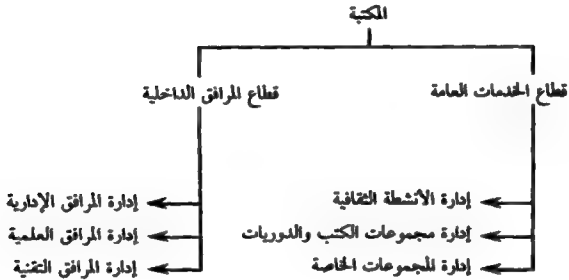 المكتبة
قطاع الخدمات العامة
قطاع المرافق الداخلية
إدارة الأنشطة الثقافية
إدارة مجموعات الكتب والدوريات
إدارة المجموعات الخاصة
إدارة المرافق الإدارية
إدارة المرافق العلمية
إدارة المرافق التقنية